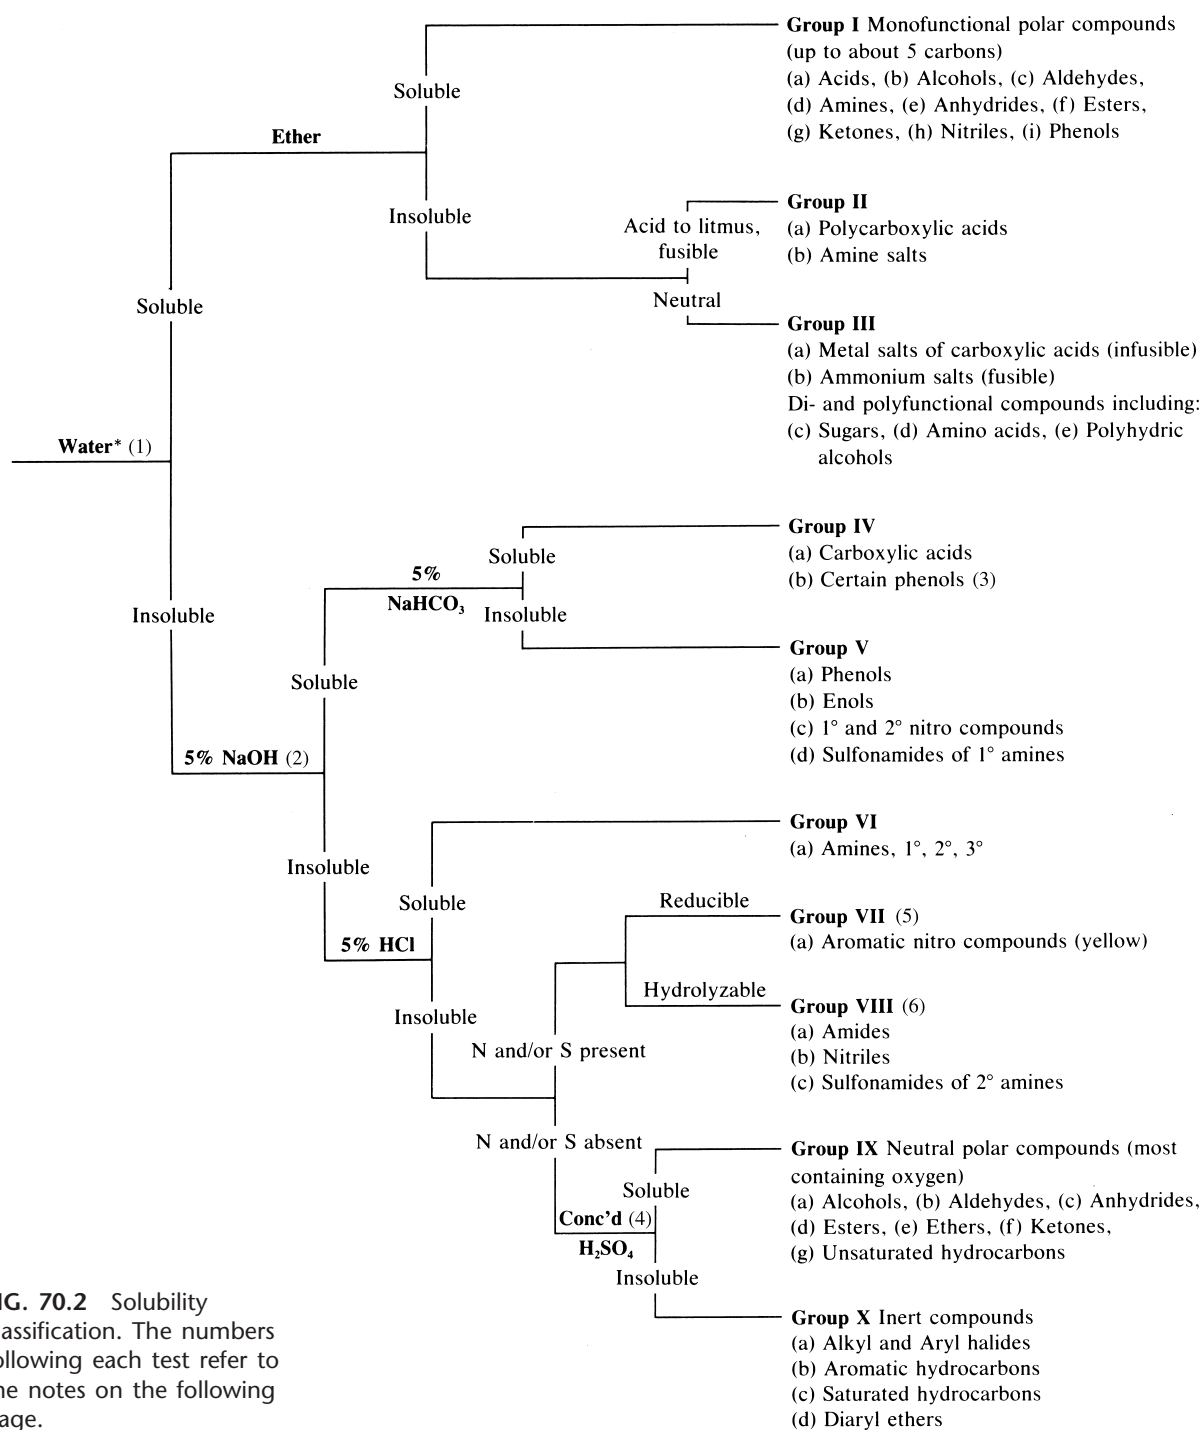 Group I Monofunctional polar compounds
(up to about 5 carbons)
(a) Acids, (b) Alcohols, (c) Aldehydes,
(d) Amines, (e) Anhydrides, (f) Esters,
(g) Ketones, (h) Nitriles, (i) Phenols
Soluble
Ether
Insoluble
Acid to litmus,
fusible
Group II
(a) Polycarboxylic acids
(b) Amine salts
Neutral
Group III
(a) Metal salts of carboxylic acids (infusible)
(b) Ammonium salts (fusible)
Di- and polyfunctional compounds including:
(c) Sugars, (d) Amino acids, (e) Polyhydric
alcohols
Soluble
Water* (1)
Insoluble
Group IV
(a) Carboxylic acids
(b) Certain phenols (3)
Soluble
5%
NaHCO₃
Insoluble
Group V
(a) Phenols
(b) Enols
(c) 1° and 2° nitro compounds
(d) Sulfonamides of 1° amines
Soluble
5% NaOH (2)
Insoluble
Group VI
(a) Amines, 1°, 2°, 3°
Soluble
5% HCl
Insoluble
Reducible
Group VII (5)
(a) Aromatic nitro compounds (yellow)
Hydrolyzable
Group VIII (6)
(a) Amides
(b) Nitriles
(c) Sulfonamides of 2° amines
N and/or S present
N and/or S absent
Group IX Neutral polar compounds (most
containing oxygen)
(a) Alcohols, (b) Aldehydes, (c) Anhydrides,
(d) Esters, (e) Ethers, (f) Ketones,
(g) Unsaturated hydrocarbons
Soluble
Conc'd (4)
H₂SO₄
Insoluble
Group X Inert compounds
(a) Alkyl and Aryl halides
(b) Aromatic hydrocarbons
(c) Saturated hydrocarbons
(d) Diaryl ethers
IG. 70.2 Solubility
assification. The numbers
ollowing each test refer to
ne notes on the following
age.